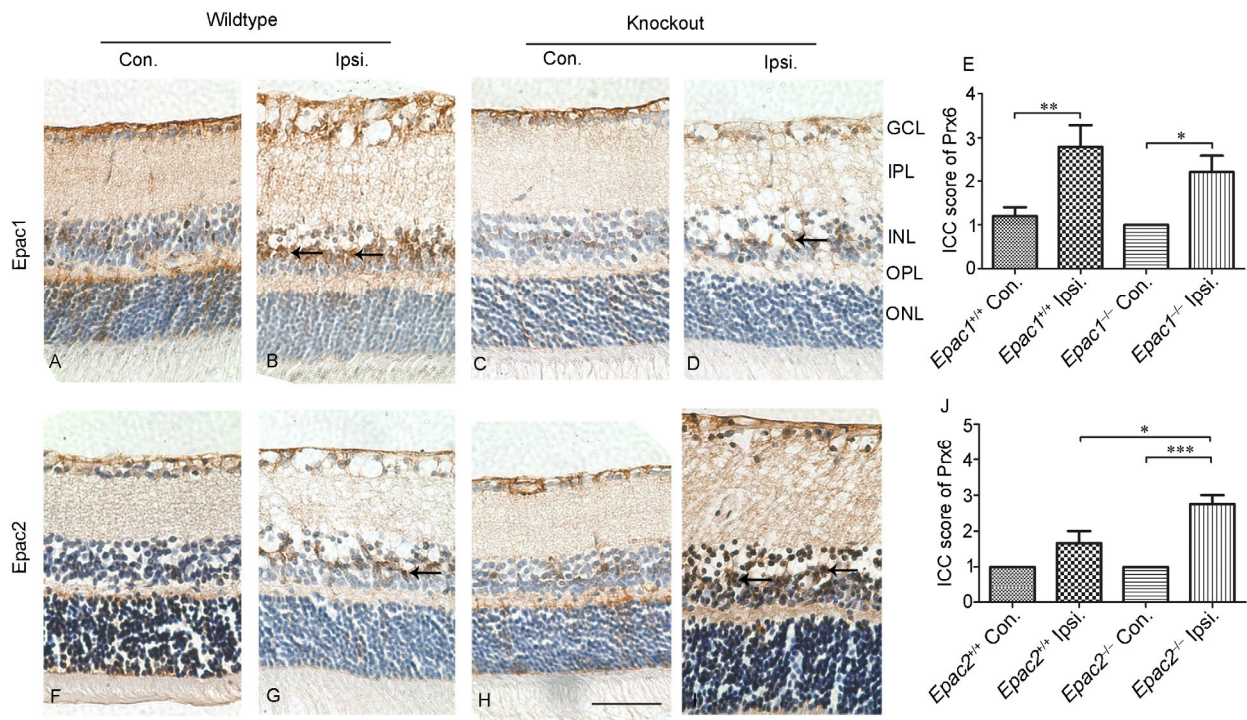 Wildtype
Knockout
Con.
Ipsi.
Con.
Ipsi.
Epac1
A
B
C
D
GCL
IPL
INL
OPL
ONL
E
ICC score of Prx6
4
3
2
1
0
**
*
Epac1+/+ Con.
Epac1+/+ Ipsi.
Epac1−/− Con.
Epac1−/− Ipsi.
Epac2
F
G
H
I
J
ICC score of Prx6
5
4
3
2
1
0
*
***
Epac2+/+ Con.
Epac2+/+ Ipsi.
Epac2−/− Con.
Epac2−/− Ipsi.